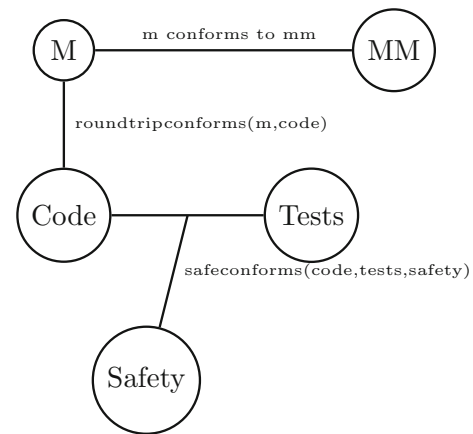 m conforms to mm
M
MM
roundtripconforms(m,code)
Code
Tests
safeconforms(code,tests,safety)
Safety